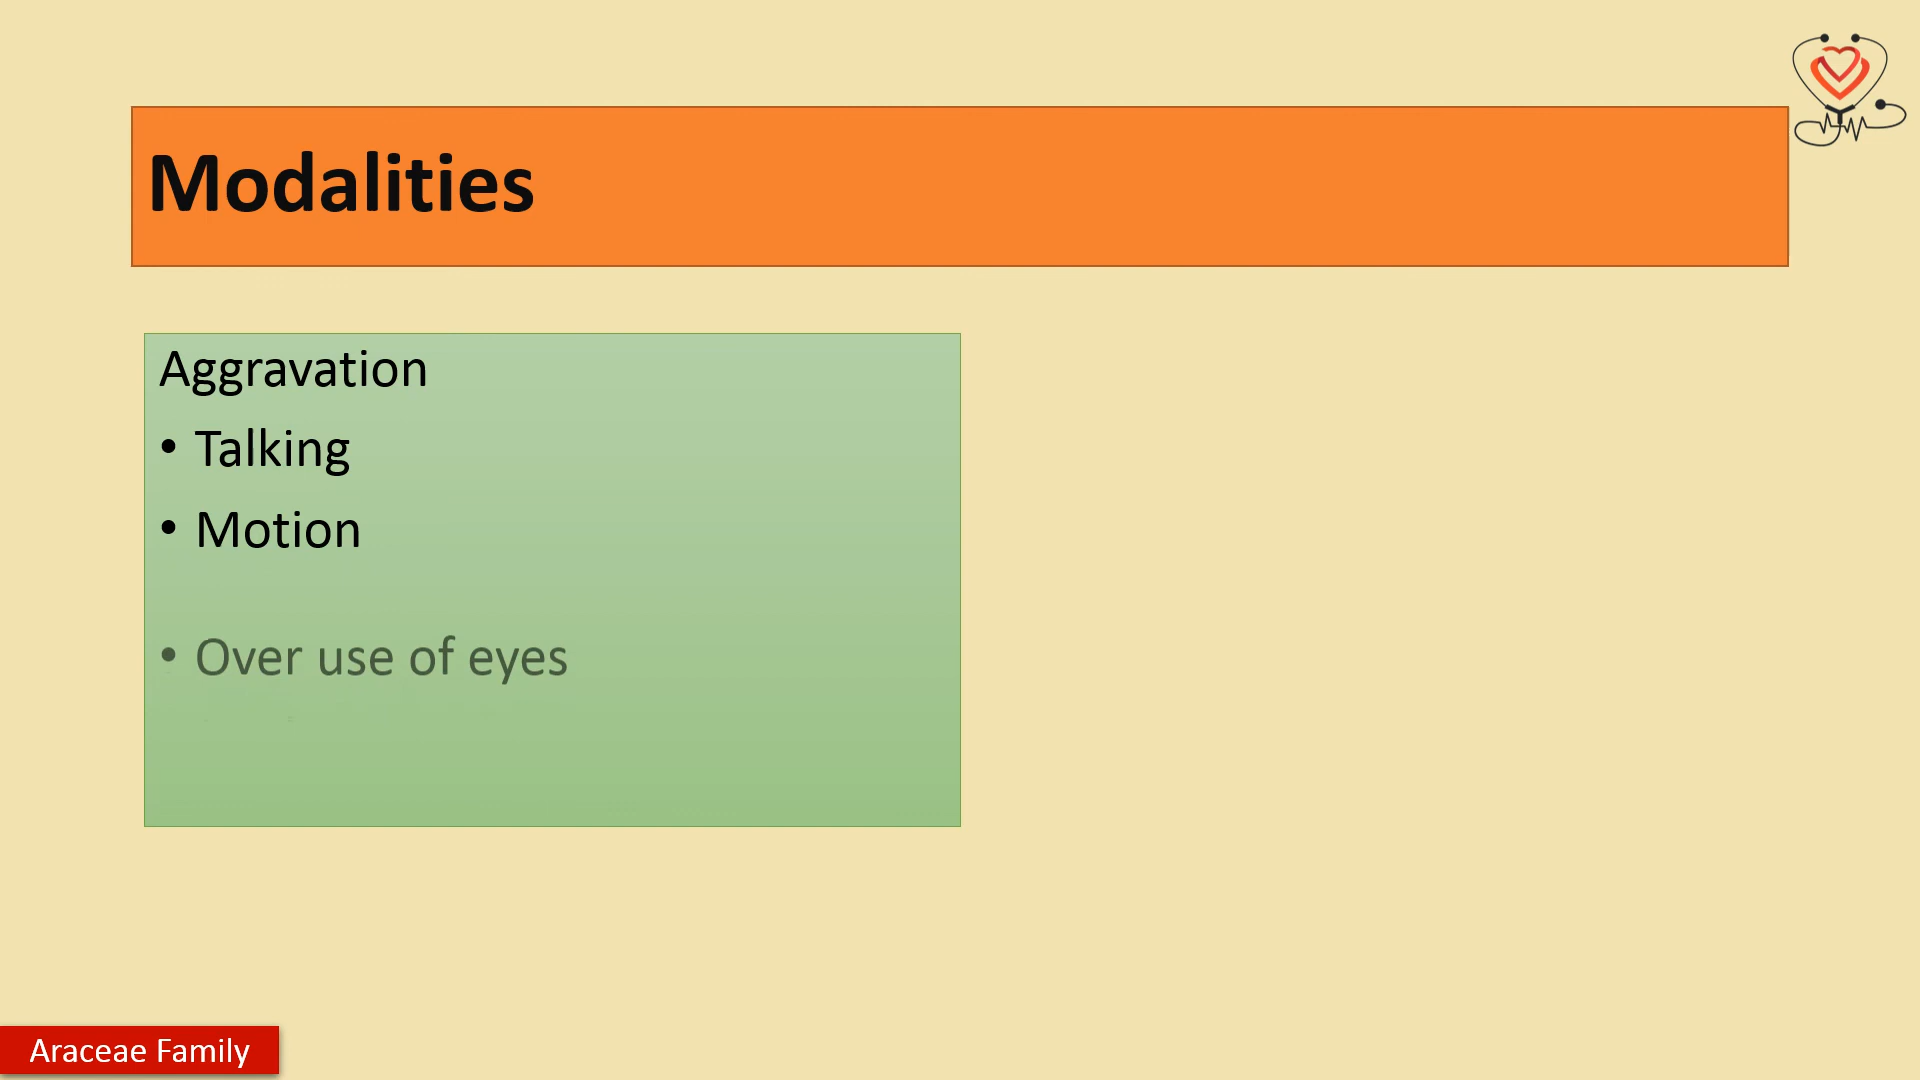 Modalities
Aggravation
• Talking
• Motion
• Over use of eyes
Araceae Family